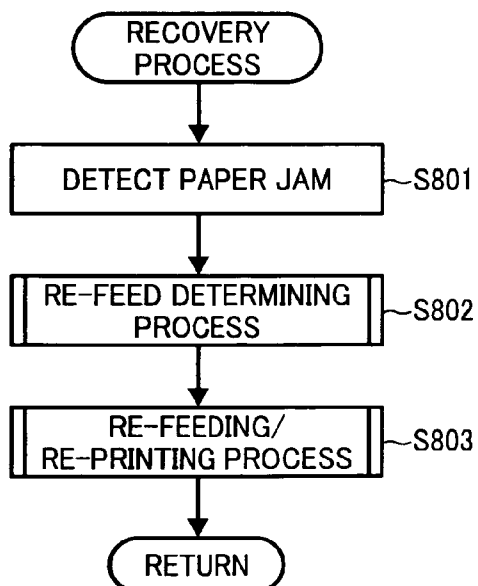 RECOVERY
PROCESS
DETECT PAPER JAM
S801
RE-FEED DETERMINING
PROCESS
S802
RE-FEEDING/
RE-PRINTING PROCESS
S803
RETURN